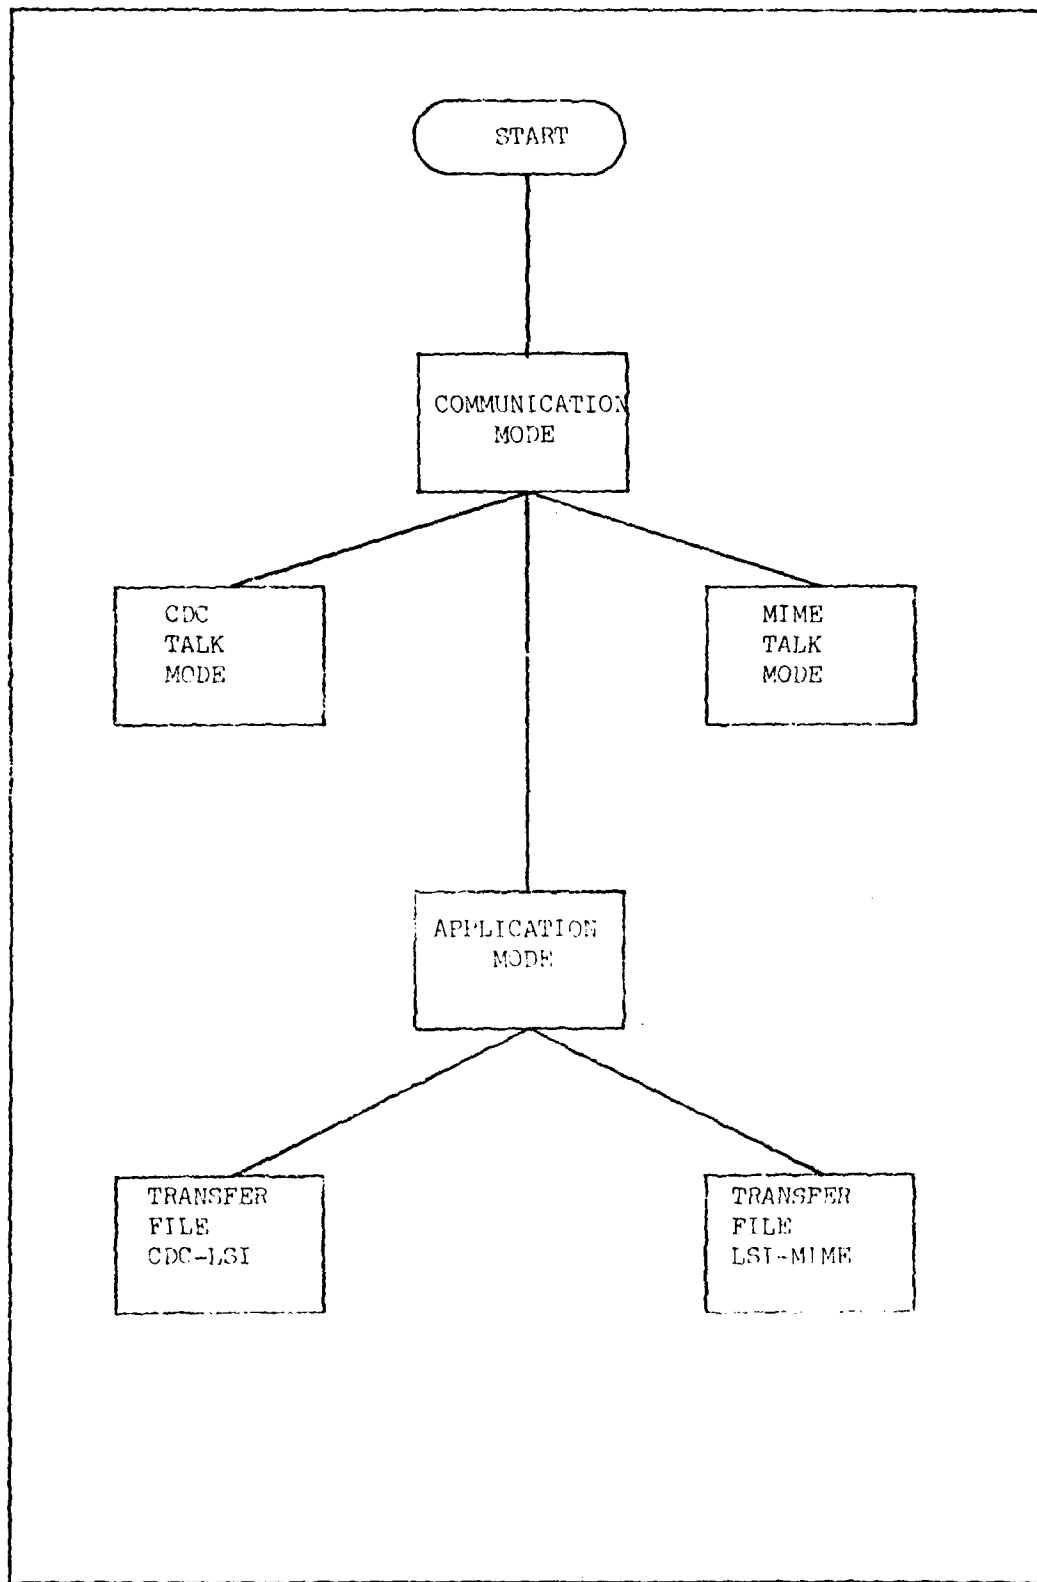 START
COMMUNICATION
MODE
CDC
TALK
MODE
MIME
TALK
MODE
APPLICATION
MODE
TRANSFER
FILE
CDC-LSI
TRANSFER
FILE
LSI-MIME